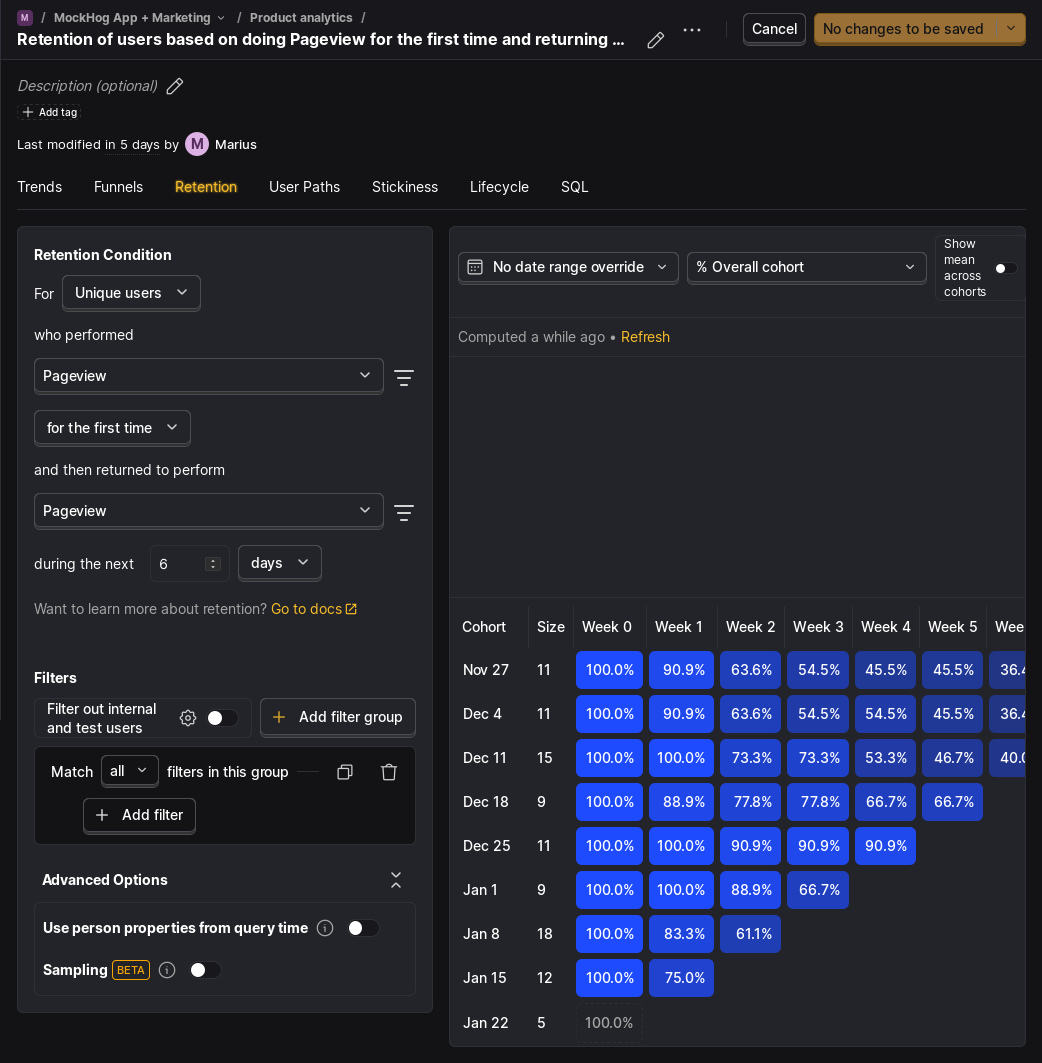 M / MockHog App + Marketing / Product analytics /
Retention of users based on doing Pageview for the first time and returning ...
Cancel
No changes to be saved
Description (optional)
Add tag
Last modified in 5 days by M Marius
Trends Funnels Retention User Paths Stickiness Lifecycle SQL
Retention Condition
For Unique users
who performed
Pageview
for the first time
and then returned to perform
Pageview
during the next 6 days
Want to learn more about retention? Go to docs
Filters
Filter out internal
and test users
Add filter group
Match all filters in this group
Add filter
Advanced Options
Use person properties from query time
Sampling BETA
No date range override
% Overall cohort
Show
mean
across
cohorts
Computed a while ago • Refresh
Cohort Size Week 0 Week 1 Week 2 Week 3 Week 4 Week 5 Wee
Nov 27 11 100.0% 90.9% 63.6% 54.5% 45.5% 45.5% 36.4
Dec 4 11 100.0% 90.9% 63.6% 54.5% 54.5% 45.5% 36.4
Dec 11 15 100.0% 100.0% 73.3% 73.3% 53.3% 46.7% 40.0
Dec 18 9 100.0% 88.9% 77.8% 77.8% 66.7% 66.7%
Dec 25 11 100.0% 100.0% 90.9% 90.9% 90.9%
Jan 1 9 100.0% 100.0% 88.9% 66.7%
Jan 8 18 100.0% 83.3% 61.1%
Jan 15 12 100.0% 75.0%
Jan 22 5 100.0%